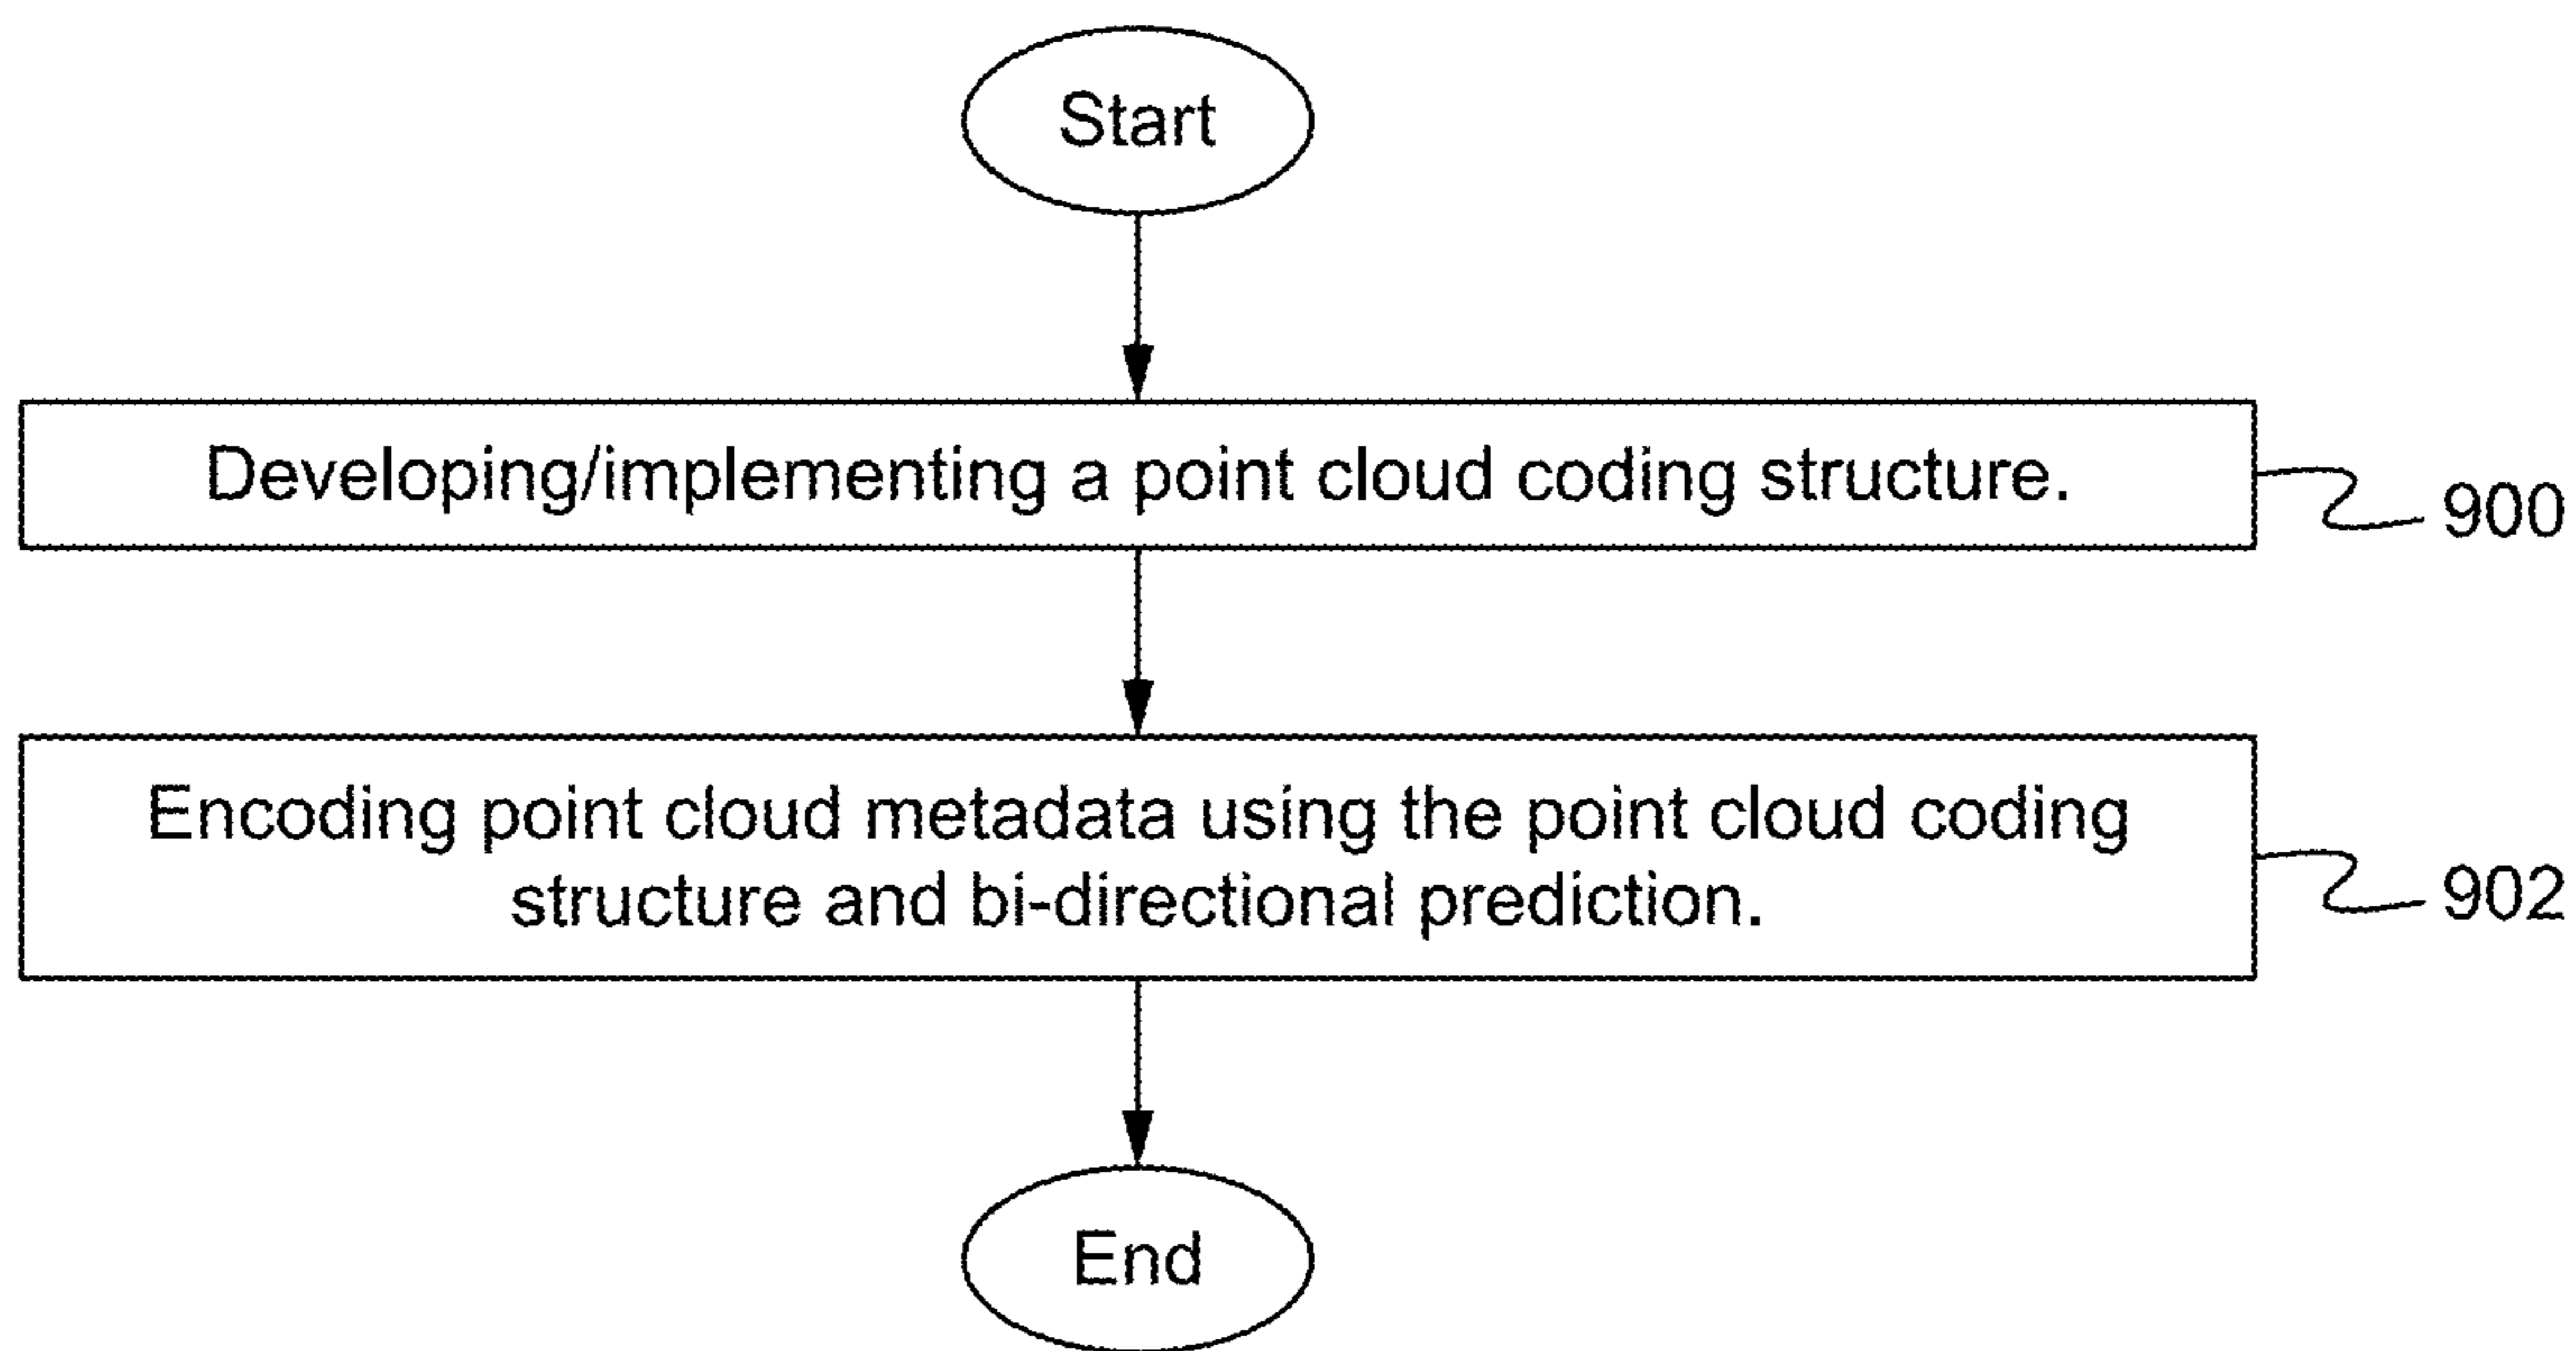 Start
Developing/implementing a point cloud coding structure.
900
Encoding point cloud metadata using the point cloud coding
structure and bi-directional prediction.
902
End